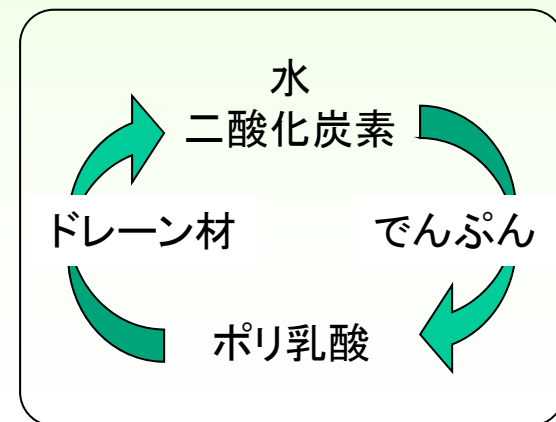 水
二酸化炭素
ドレーン材
でんぷん
ポリ乳酸